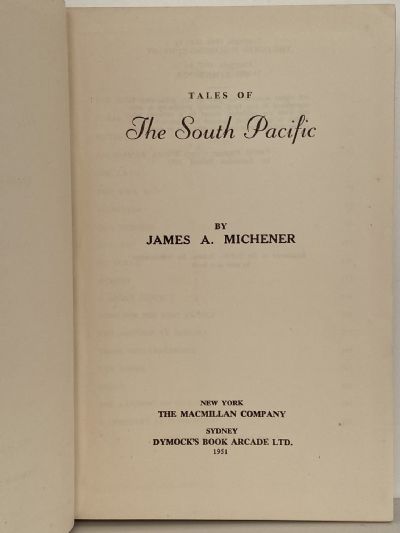 TALES OF
The South Pacific
BY
JAMES A. MICHENER
NEW YORK
THE MACMILLAN COMPANY
SYDNEY
DYMOCK'S BOOK ARCADE LTD.
1951